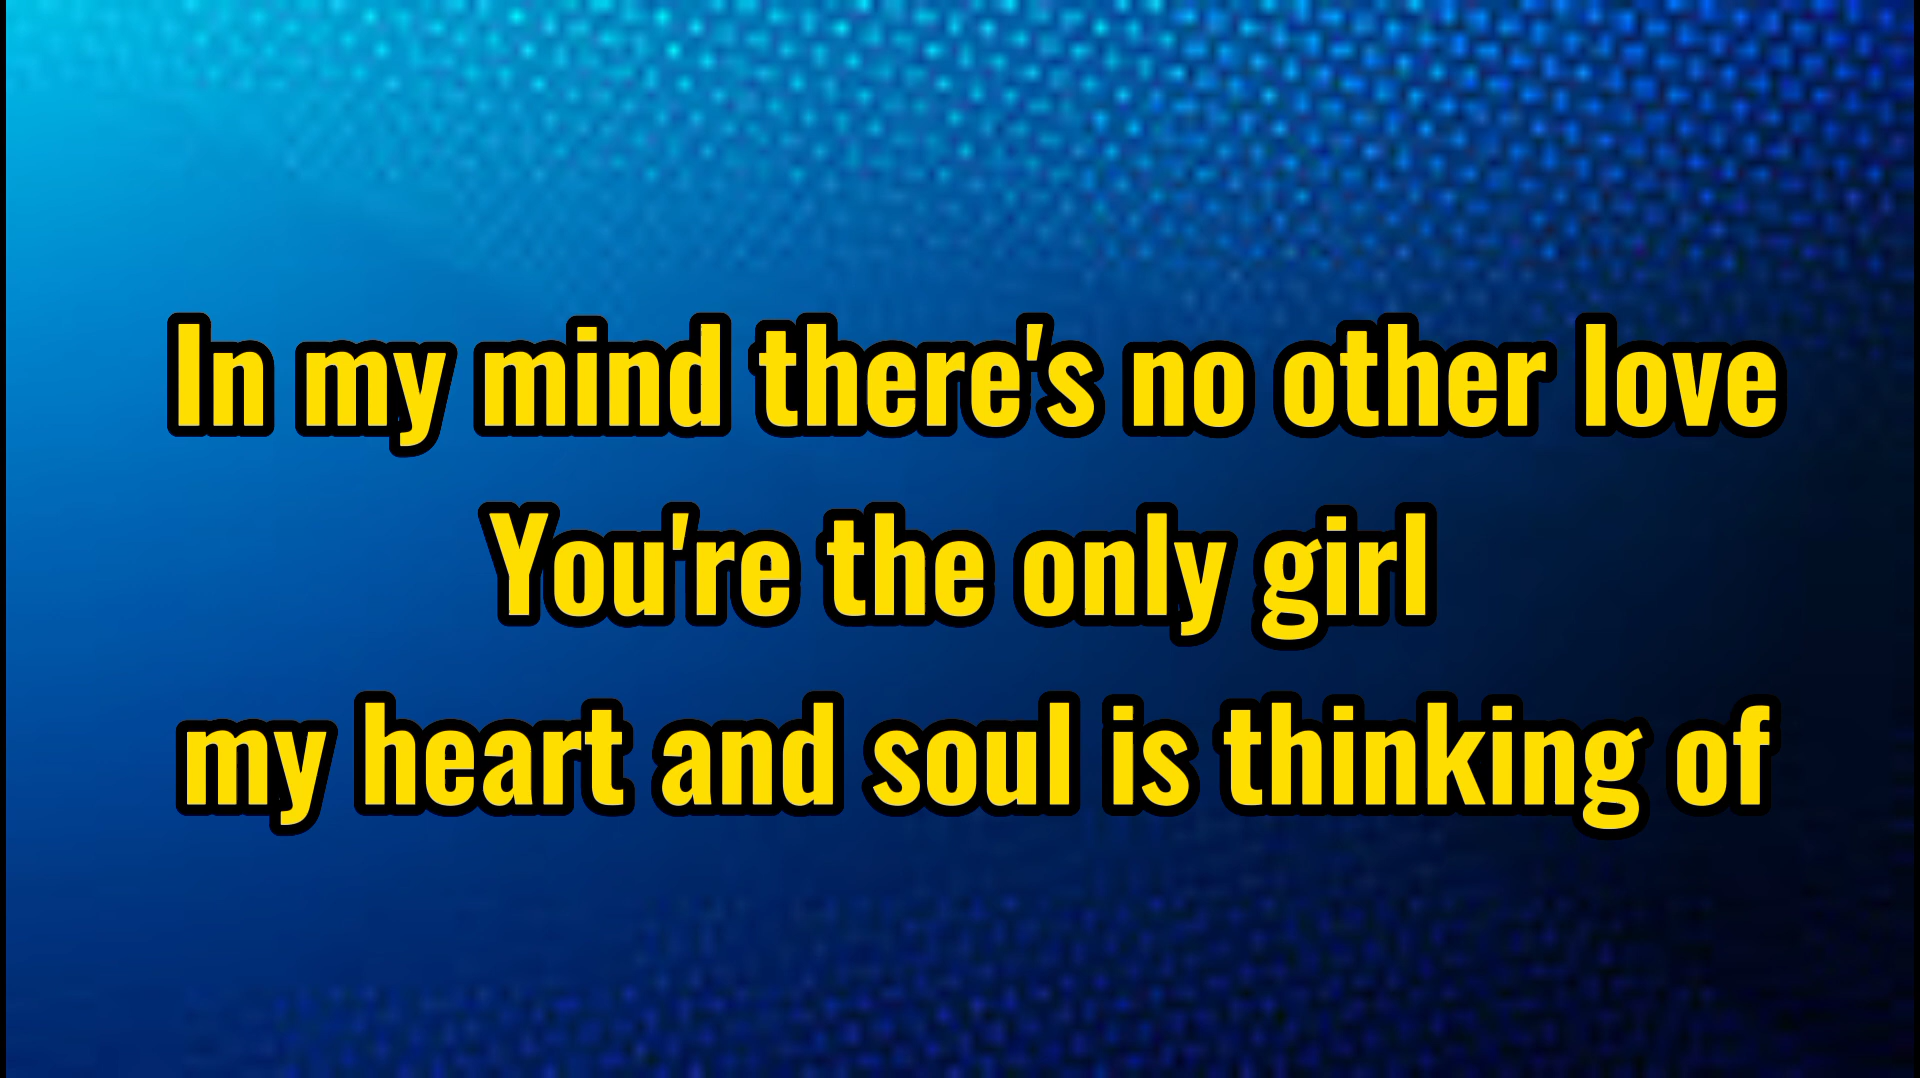 In my mind there's no other love
You're the only girl
my heart and soul is thinking of